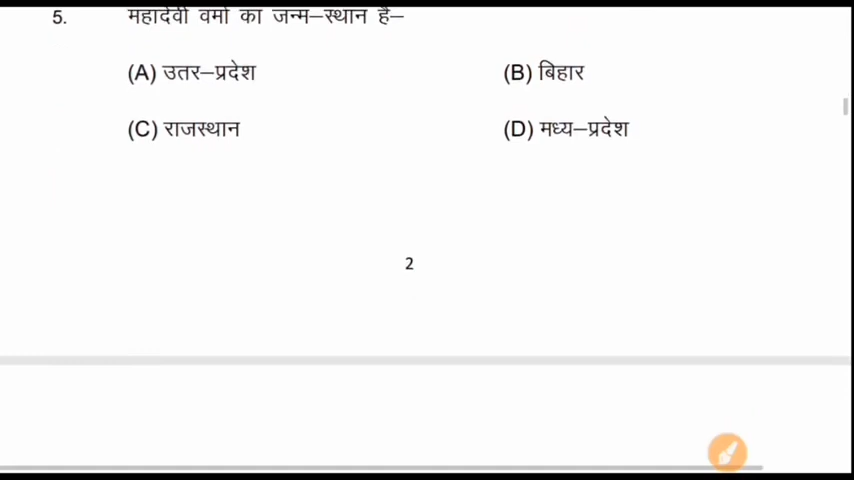 5. महादेवी वर्मा का जन्म–स्थान है–
(A) उतर–प्रदेश (B) बिहार
(C) राजस्थान (D) मध्य–प्रदेश
2